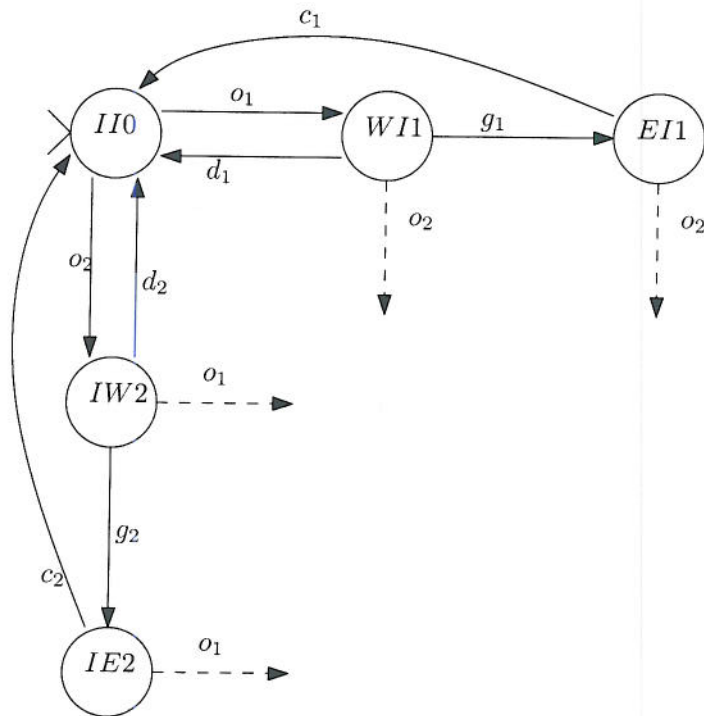 c₁
II0
o₁
WI1
g₁
EI1
d₁
o₂
o₂
o₂
d₂
IW2
o₁
g₂
c₂
IE2
o₁